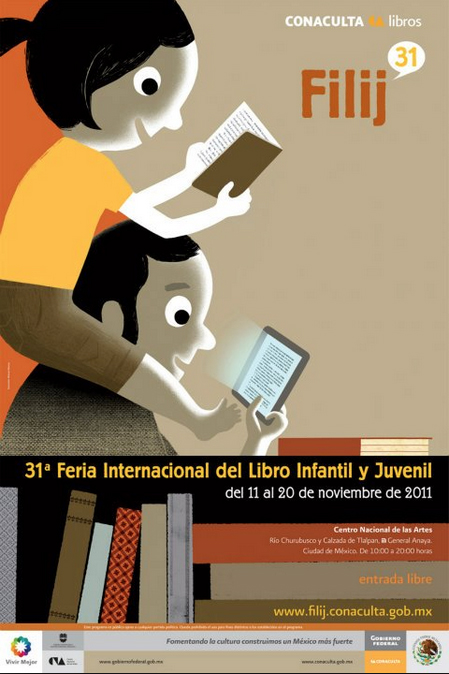 CONACULTA libros
31
Filij
31ª Feria Internacional del Libro Infantil y Juvenil
del 11 al 20 de noviembre de 2011
Centro Nacional de las Artes
Río Churubusco y Calzada de Tlalpan, General Anaya.
Ciudad de México. De 10:00 a 20:00 horas
entrada libre
www.filij.conaculta.gob.mx
Fomentando la cultura construimos un México más fuerte
GOBIERNO
FEDERAL
Vivir Mejor
www.gobiernofederal.gob.mx
www.conaculta.gob.mx
CONACULTA